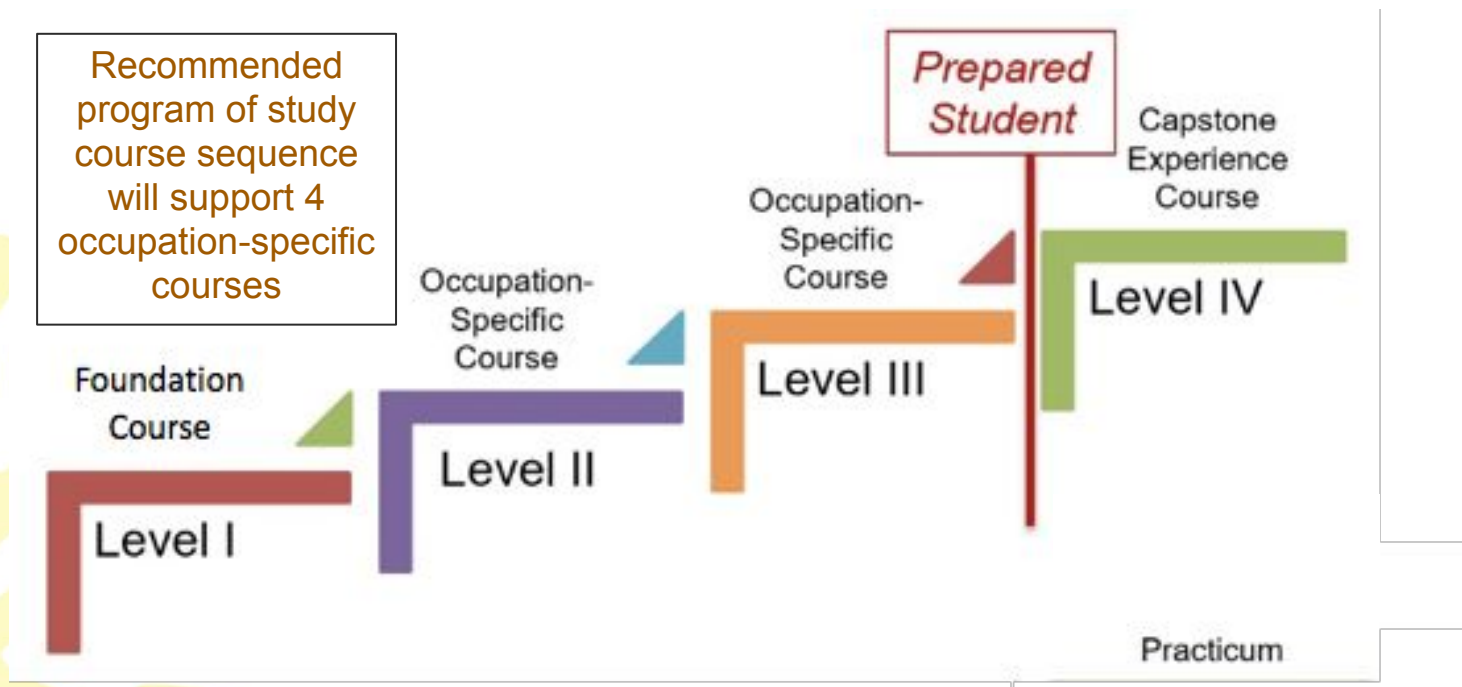 Recommended
program of study
course sequence
will support 4
occupation-specific
courses
Foundation
Course
Level I
Occupation-
Specific
Course
Level II
Occupation-
Specific
Course
Level III
Prepared
Student
Capstone
Experience
Course
Level IV
Practicum